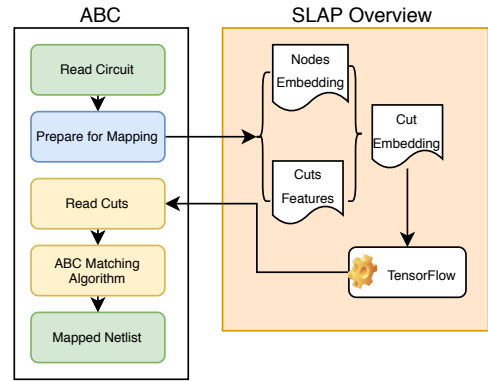 ABC
Read Circuit
Prepare for Mapping
Read Cuts
ABC Matching
Algorithm
Mapped Netlist
SLAP Overview
Nodes
Embedding
Cuts
Features
Cut
Embedding
TensorFlow